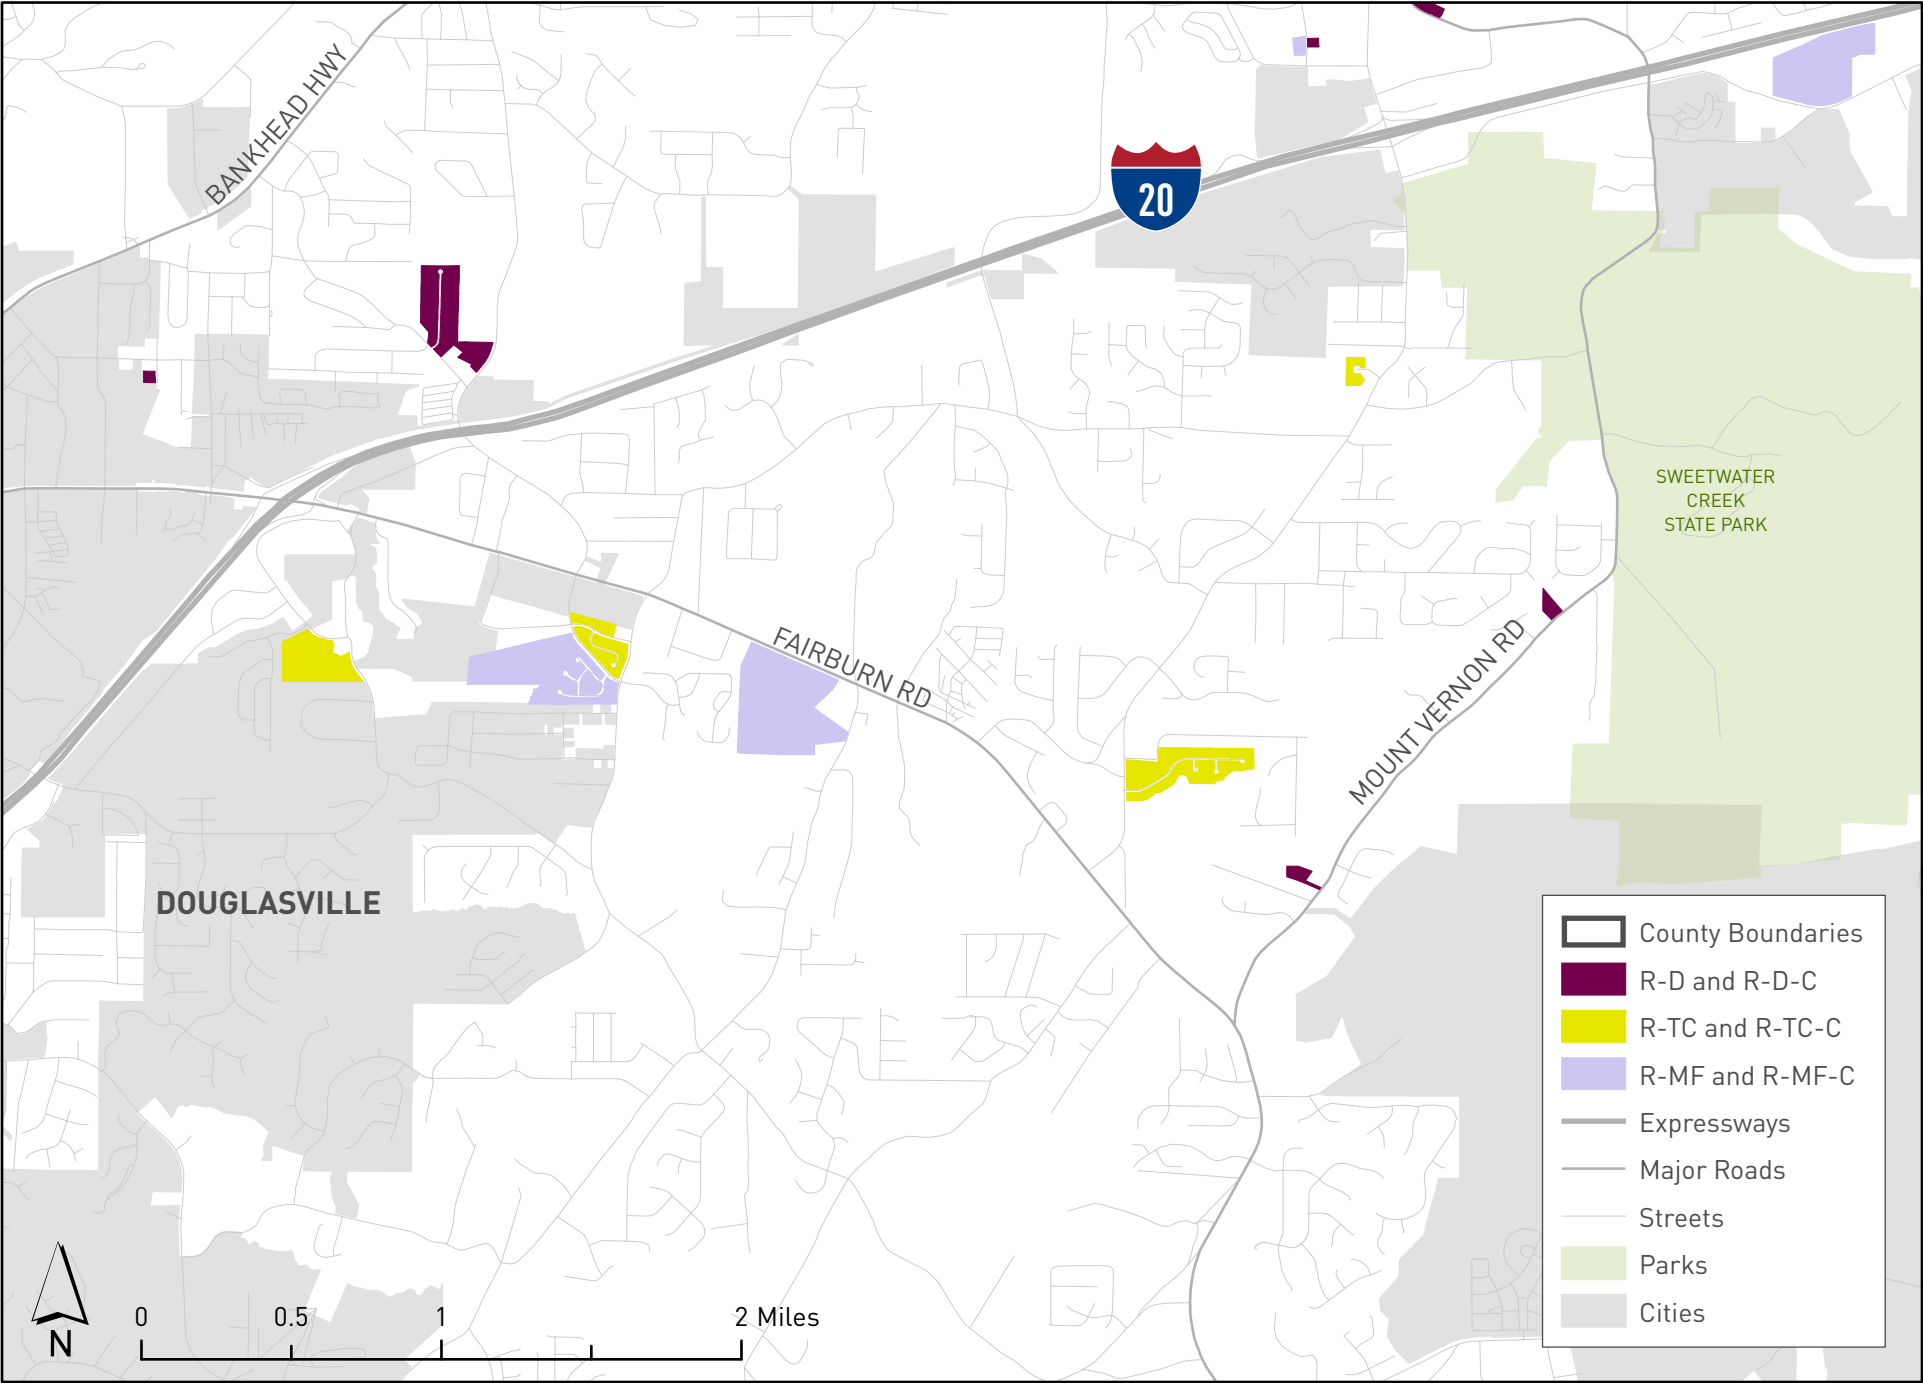 BANKHEAD HWY
20
SWEETWATER
CREEK
STATE PARK
FAIRBURN RD
MOUNT VERNON RD
DOUGLASVILLE
County Boundaries
R-D and R-D-C
R-TC and R-TC-C
R-MF and R-MF-C
Expressways
Major Roads
Streets
Parks
Cities
N
0 0.5 1 2 Miles